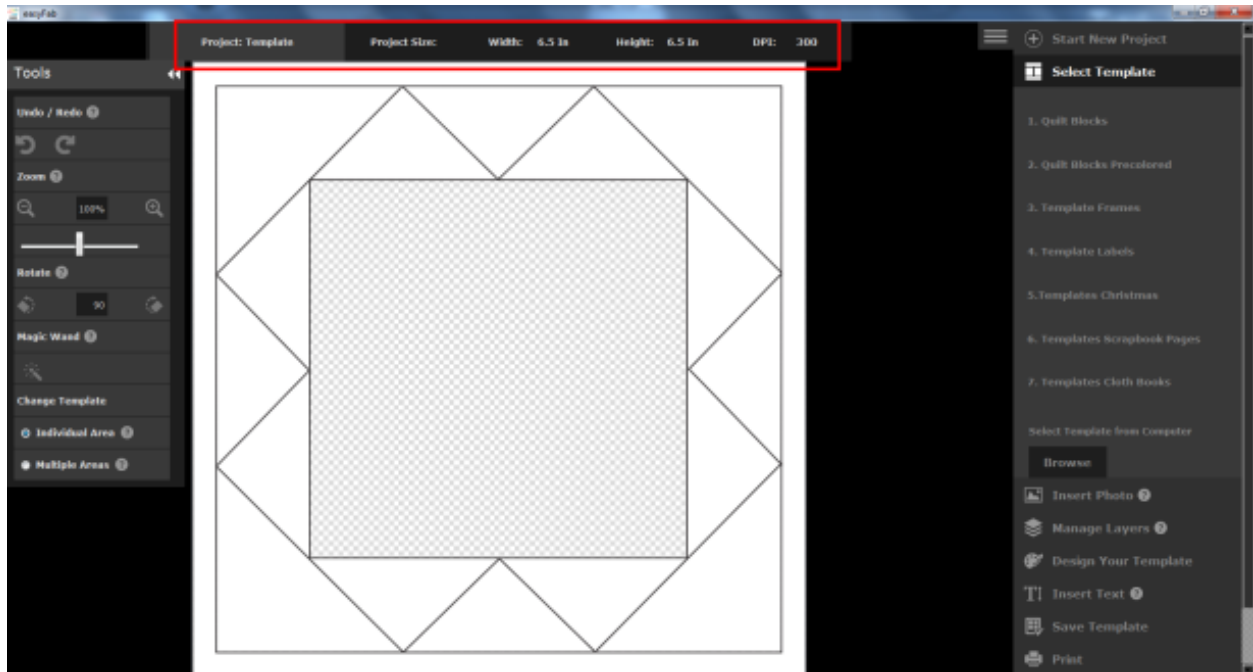 easyFab
Project: Template Project Size: Width: 6.5 In Height: 6.5 In DPI: 300
Tools
Undo / Redo
Zoom
100%
Rotate
90
Magic Wand
Change Template
Individual Area
Multiple Areas
Start New Project
Select Template
1. Quilt Blocks
2. Quilt Blocks Precolored
3. Template Frames
4. Template Labels
5.Templates Christmas
6. Templates Scrapbook Pages
7. Templates Cloth Books
Select Template from Computer
Browse
Insert Photo
Manage Layers
Design Your Template
Insert Text
Save Template
Print